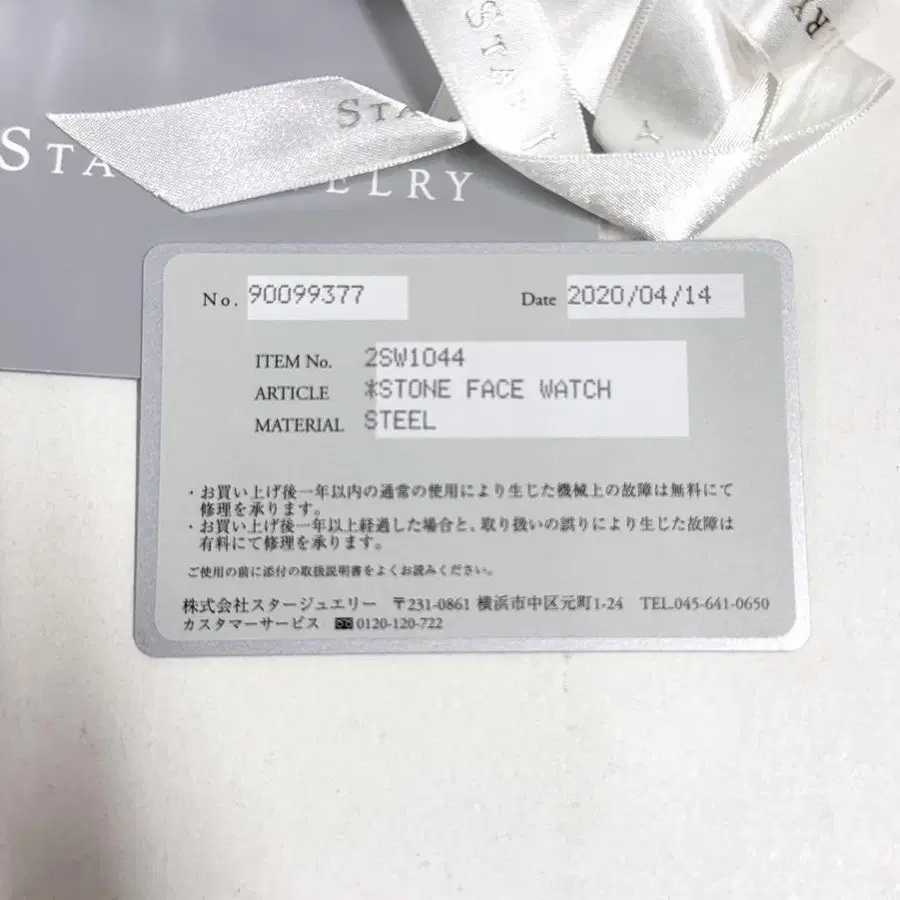 STA
RY
STA
Y
STA ELRY
No. 90099377 Date 2020/04/14
ITEM No. 2SW1044
ARTICLE *STONE FACE WATCH
MATERIAL STEEL
・お買い上げ後一年以内の通常の使用により生じた機械上の故障は無料にて
修理を承ります。
・お買い上げ後一年以上経過した場合と、取り扱いの誤りにより生じた故障は
有料にて修理を承ります。
ご使用の前に添付の取扱説明書をよくお読みください。
株式会社スタージュエリー 〒231-0861 横浜市中区元町1-24 TEL.045-641-0650
カスタマーサービス 0120-120-722